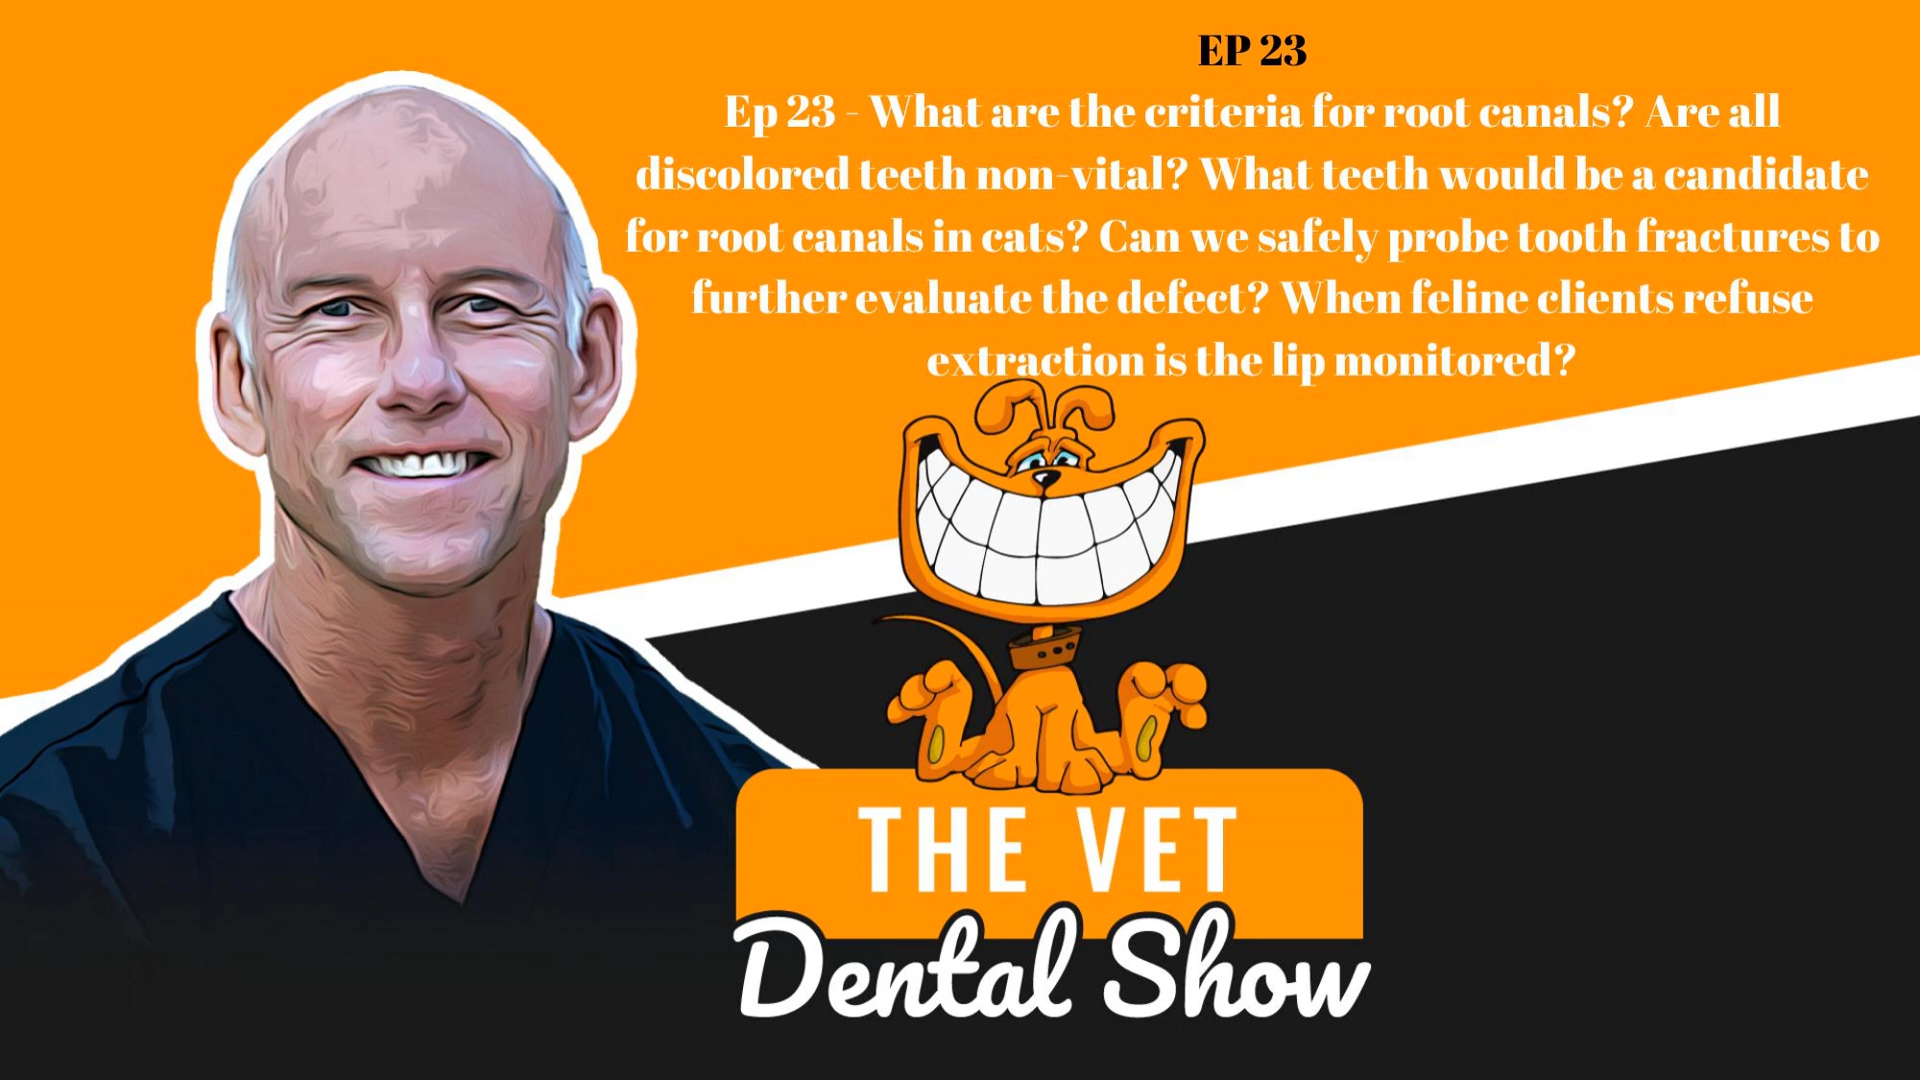 EP 23
Ep 23 - What are the criteria for root canals? Are all
discolored teeth non-vital? What teeth would be a candidate
for root canals in cats? Can we safely probe tooth fractures to
further evaluate the defect? When feline clients refuse
extraction is the lip monitored?
THE VET
Dental Show